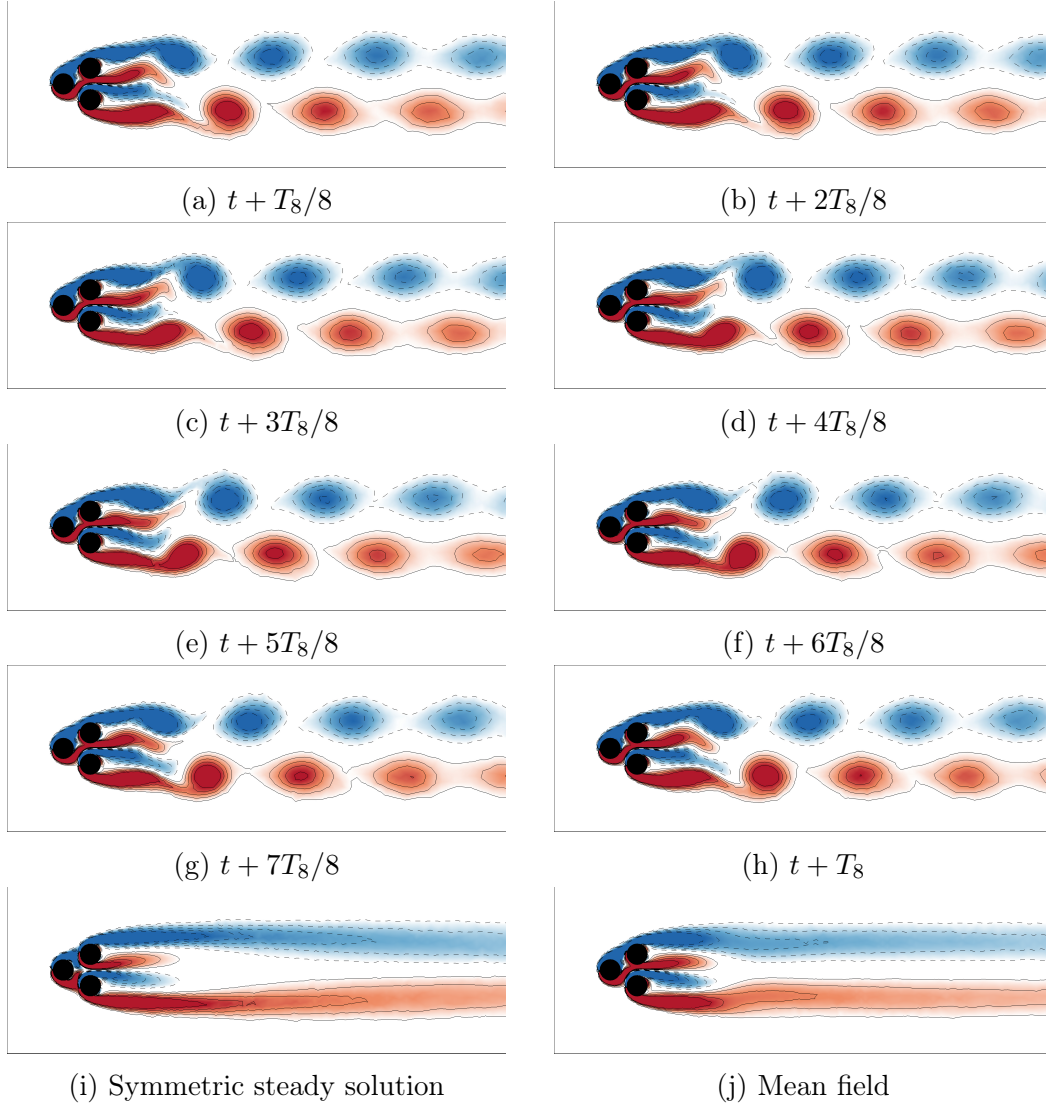 (a) t + T₈/8
(b) t + 2T₈/8
(c) t + 3T₈/8
(d) t + 4T₈/8
(e) t + 5T₈/8
(f) t + 6T₈/8
(g) t + 7T₈/8
(h) t + T₈
(i) Symmetric steady solution
(j) Mean field